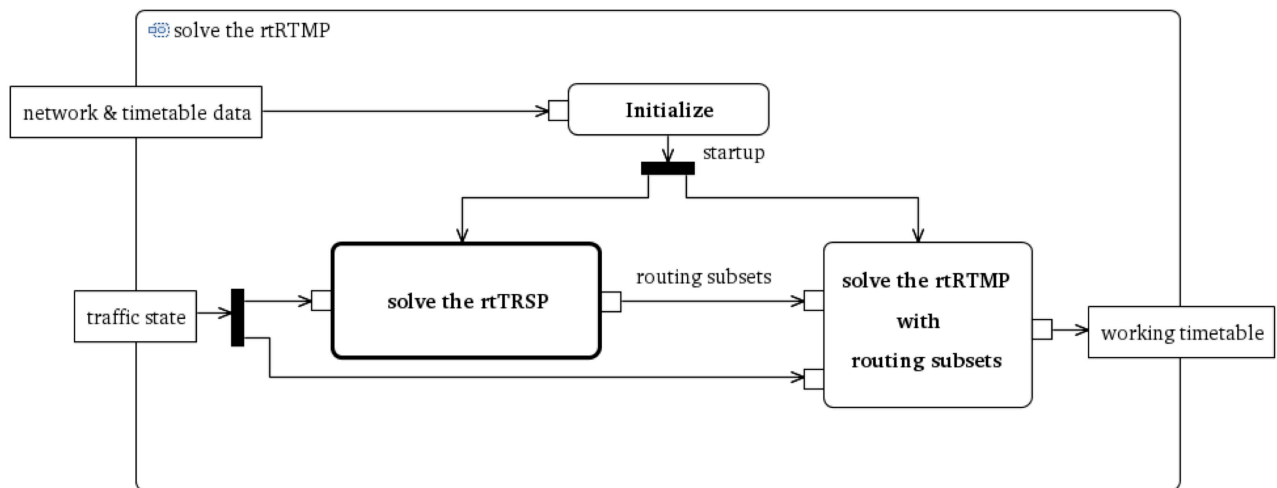 solve the rtRTMP
network & timetable data
Initialize
startup
routing subsets
solve the rtTRSP
solve the rtRTMP
with
routing subsets
traffic state
working timetable